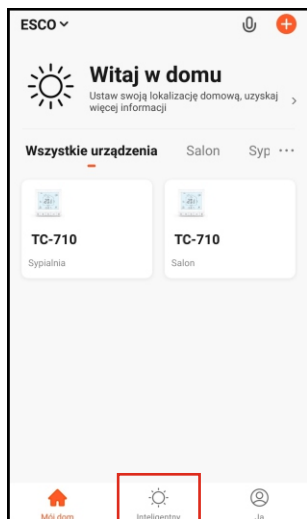 ESCO
Witaj w domu
Ustaw swoją lokalizację domową, uzyskaj
więcej informacji
Wszystkie urządzenia Salon Syp ...
TC-710 TC-710
Sypialnia Salon
Mój dom Inteligentny Ja